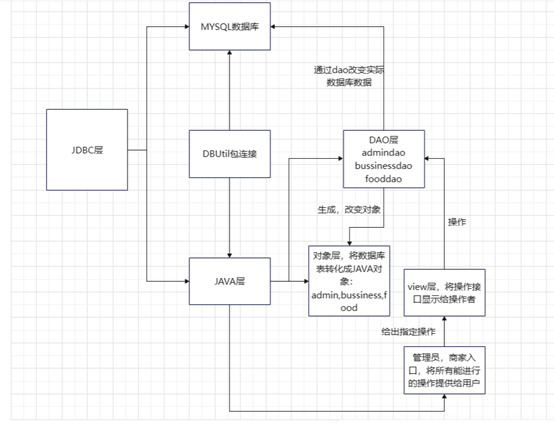 MYSQL数据库
通过dao改变实际
数据库数据
JDBC层
DBUtil包连接
DAO层
admindao
bussinessdao
fooddao
生成，改变对象
操作
JAVA层
对象层，将数据库
表转化成JAVA对
象：
admin,bussiness,f
ood
view层，将操作接
口显示给操作者
给出指定操作
管理员，商家入
口，将所有能进行
的操作提供给用户